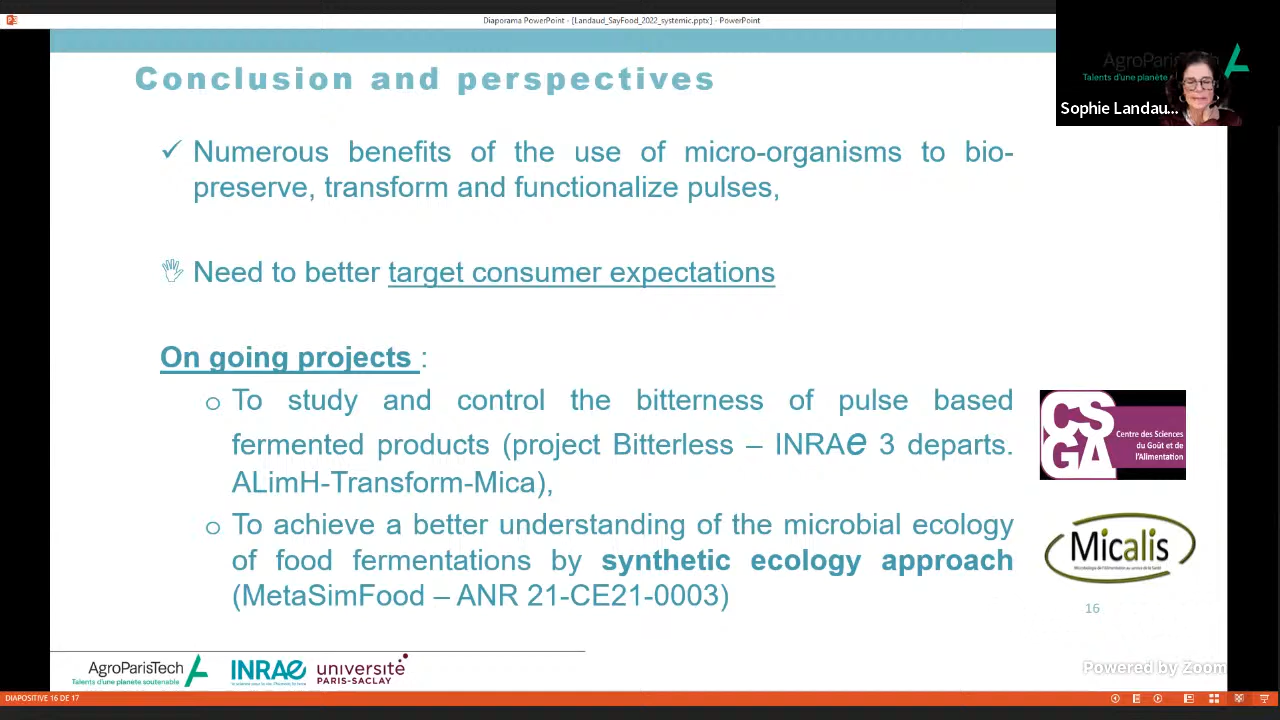 Diaporama PowerPoint - [Landaud_SayFood_2022_systemic.pptx] - PowerPoint
AgroParisTech
Talents d'une planète
Sophie Landau...
Conclusion and perspectives
✓ Numerous benefits of the use of micro-organisms to bio-
preserve, transform and functionalize pulses,
Need to better target consumer expectations
On going projects :
o To study and control the bitterness of pulse based
fermented products (project Bitterless – INRAe 3 departs.
ALimH-Transform-Mica),
o To achieve a better understanding of the microbial ecology
of food fermentations by synthetic ecology approach
(MetaSimFood – ANR 21-CE21-0003)
CSGA
Centre des Sciences
du Goût et de
l'Alimentation
Micalis
16
AgroParisTech
Talents d'une planète soutenable
INRAE
université
PARIS-SACLAY
Powered by Zoom
DIAPOSITIVE 16 DE 17